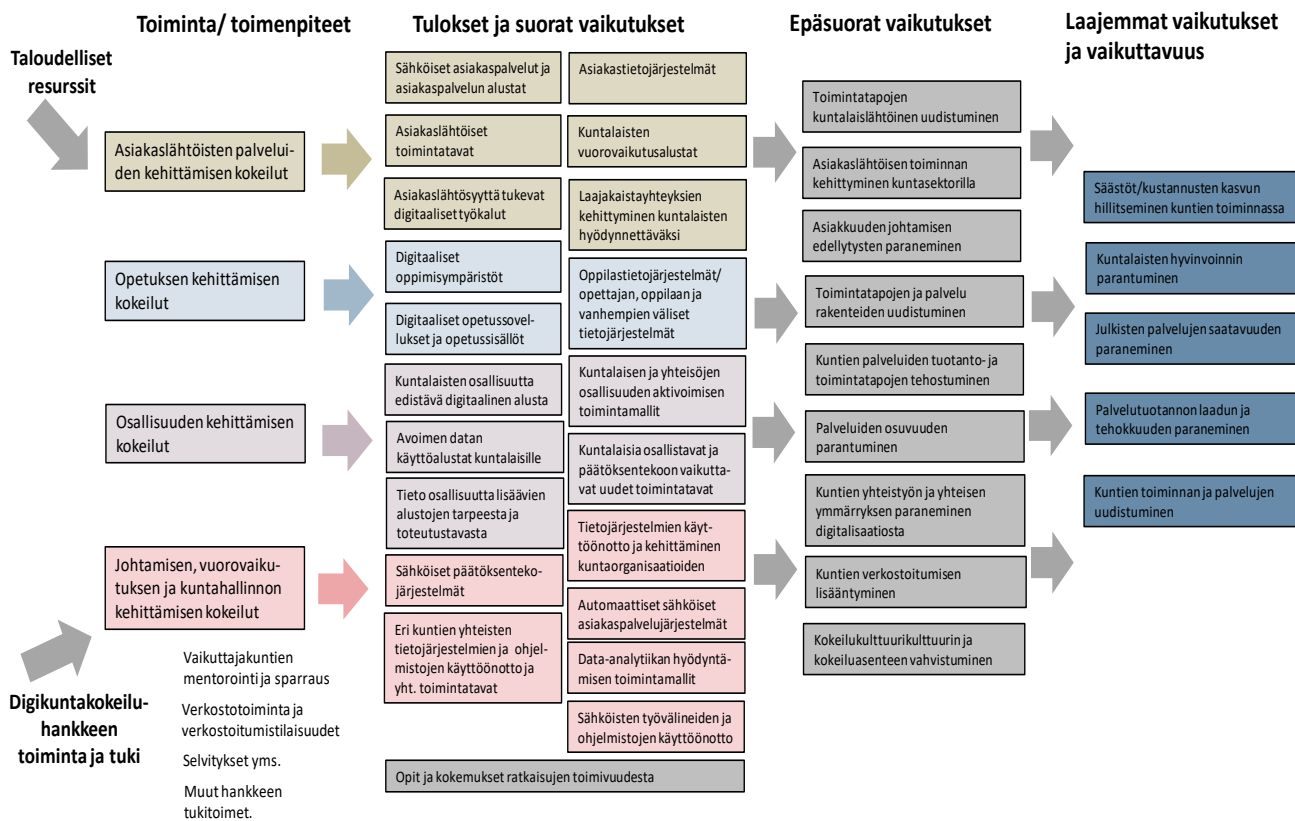 Toiminta/ toimenpiteet
Tulokset ja suorat vaikutukset
Epäsuorat vaikutukset
Laajemmat vaikutukset
ja vaikuttavuus
Taloudelliset
resurssit
Asiakaslähtöisten palvelui-
den kehittämisen kokeilut
Opetuksen kehittämisen
kokeilut
Osallisuuden kehittämisen
kokeilut
Johtamisen, vuorovaiku-
tuksen ja kuntahallinnon
kehittämisen kokeilut
Digikuntakokeilu-
hankkeen
toiminta ja tuki
Vaikuttajakuntien
mentorointi ja sparraus
Verkostotoiminta ja
verkostoitumistilaisuudet
Selvitykset yms.
Muut hankkeen
tukitoimet.
Sähköiset asiakaspalvelut ja
asiakaspalvelun alustat
Asiakaslähtöiset
toimintatavat
Asiakaslähtösyyttä tukevat
digitaaliset työkalut
Digitaaliset
oppimisympäristöt
Digitaaliset opetussovel-
lukset ja opetussisällöt
Kuntalaisten osallisuutta
edistävä digitaalinen alusta
Avoimen datan
käyttöalustat kuntalaisille
Tieto osallisuutta lisäävien
alustojen tarpeesta ja
toteutustavasta
Sähköiset päätöksenteko-
järjestelmät
Eri kuntien yhteisten
tietojärjestelmien ja ohjel-
mistojen käyttöönotto ja
yht. toimintatavat
Asiakastietojärjestelmät
Kuntalaisten
vuorovaikutusalustat
Laajakaistayhteyksien
kehittyminen kuntalaisten
hyödynnettäväksi
Oppilastietojärjestelmät/
opettajan, oppilaan ja
vanhempien väliset
tietojärjestelmät
Kuntalaisen ja yhteisöjen
osallisuuden aktivoimisen
toimintamallit
Kuntalaisia osallistavat ja
päätöksentekoon vaikutta-
vat uudet toimintatavat
Tietojärjestelmien käyt-
töönotto ja kehittäminen
kuntaorganisaatioiden
Automaattiset sähköiset
asiakaspalvelujärjestelmät
Data-analytiikan hyödyntä-
misen toimintamallit
Sähköisten työvälineiden ja
ohjelmistojen käyttöönotto
Opit ja kokemukset ratkaisujen toimivuudesta
Toimintatapojen
kuntalaislähtöinen uudistuminen
Asiakaslähtöisen toiminnan
kehittyminen kuntasektorilla
Asiakkuuden johtamisen
edellytysten paraneminen
Toimintatapojen ja palvelu
rakenteiden uudistuminen
Kuntien palveluiden tuotanto- ja
toimintatapojen tehostuminen
Palveluiden osuvuuden
parantuminen
Kuntien yhteistyön ja yhteisen
ymmärryksen paraneminen
digitalisaatiosta
Kuntien verkostoitumisen
lisääntyminen
Kokeilukulttuurikulttuurin ja
kokeiluasenteen vahvistuminen
Säästöt/kustannusten kasvun
hillitseminen kuntien toiminnassa
Kuntalaisten hyvinvoinnin
parantuminen
Julkisten palvelujen saatavuuden
paraneminen
Palvelutuotannon laadun ja
tehokkuuden paraneminen
Kuntien toiminnan ja palvelujen
uudistuminen